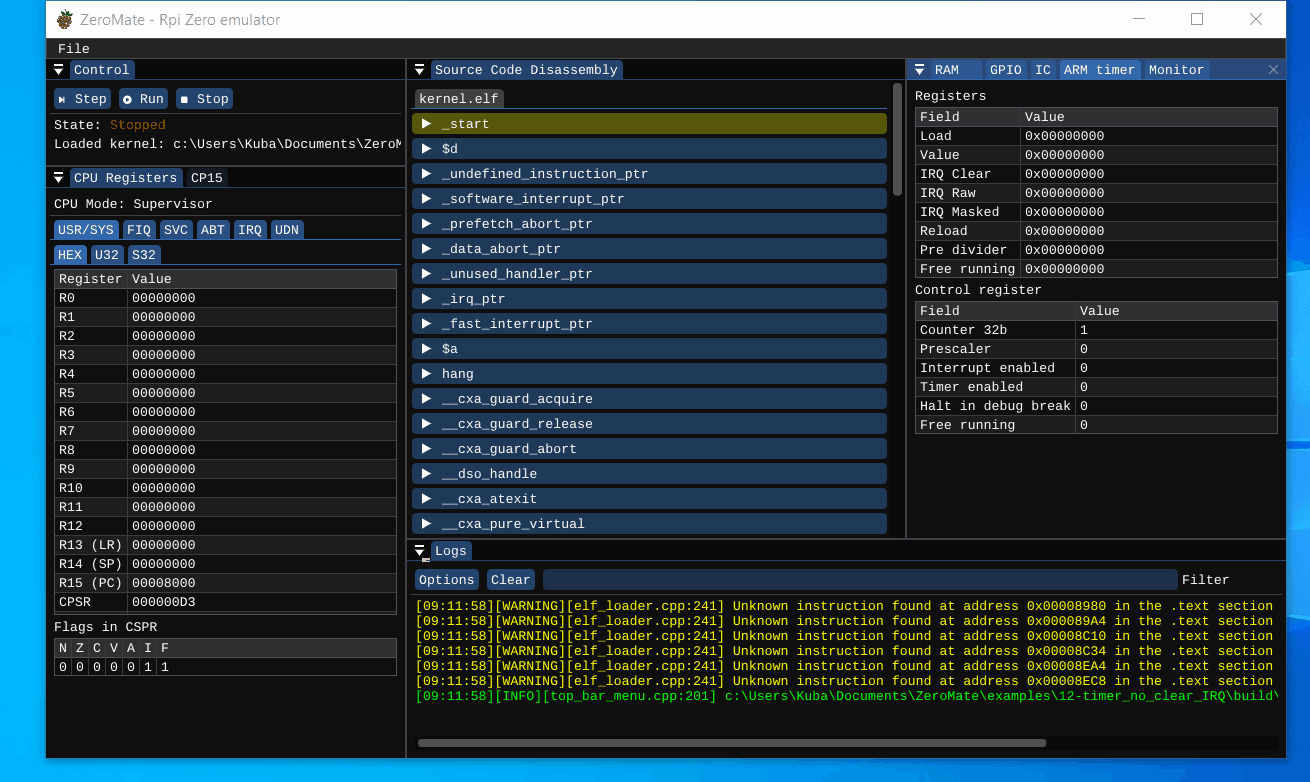 ZeroMate - Rpi Zero emulator
File
Control
Step Run Stop
State: Stopped
Loaded kernel: c:\Users\Kuba\Documents\ZeroM
CPU Registers CP15
CPU Mode: Supervisor
USR/SYS FIQ SVC ABT IRQ UDN
HEX U32 S32
Register Value
R0 00000000
R1 00000000
R2 00000000
R3 00000000
R4 00000000
R5 00000000
R6 00000000
R7 00000000
R8 00000000
R9 00000000
R10 00000000
R11 00000000
R12 00000000
R13 (LR) 00000000
R14 (SP) 00000000
R15 (PC) 00008000
CPSR 000000D3
Flags in CSPR
N Z C V A I F
0 0 0 0 0 1 1
Source Code Disassembly
kernel.elf
_start
$d
_undefined_instruction_ptr
_software_interrupt_ptr
_prefetch_abort_ptr
_data_abort_ptr
_unused_handler_ptr
_irq_ptr
_fast_interrupt_ptr
$a
hang
__cxa_guard_acquire
__cxa_guard_release
__cxa_guard_abort
__dso_handle
__cxa_atexit
__cxa_pure_virtual
RAM GPIO IC ARM timer Monitor
Registers
Field Value
Load 0x00000000
Value 0x00000000
IRQ Clear 0x00000000
IRQ Raw 0x00000000
IRQ Masked 0x00000000
Reload 0x00000000
Pre divider 0x00000000
Free running 0x00000000
Control register
Field Value
Counter 32b 1
Prescaler 0
Interrupt enabled 0
Timer enabled 0
Halt in debug break 0
Free running 0
Logs
Options Clear Filter
[09:11:58][WARNING][elf_loader.cpp:241] Unknown instruction found at address 0x00008980 in the .text section
[09:11:58][WARNING][elf_loader.cpp:241] Unknown instruction found at address 0x000089A4 in the .text section
[09:11:58][WARNING][elf_loader.cpp:241] Unknown instruction found at address 0x00008C10 in the .text section
[09:11:58][WARNING][elf_loader.cpp:241] Unknown instruction found at address 0x00008C34 in the .text section
[09:11:58][WARNING][elf_loader.cpp:241] Unknown instruction found at address 0x00008EA4 in the .text section
[09:11:58][WARNING][elf_loader.cpp:241] Unknown instruction found at address 0x00008EC8 in the .text section
[09:11:58][INFO][top_bar_menu.cpp:201] c:\Users\Kuba\Documents\ZeroMate\examples\12-timer_no_clear_IRQ\build\